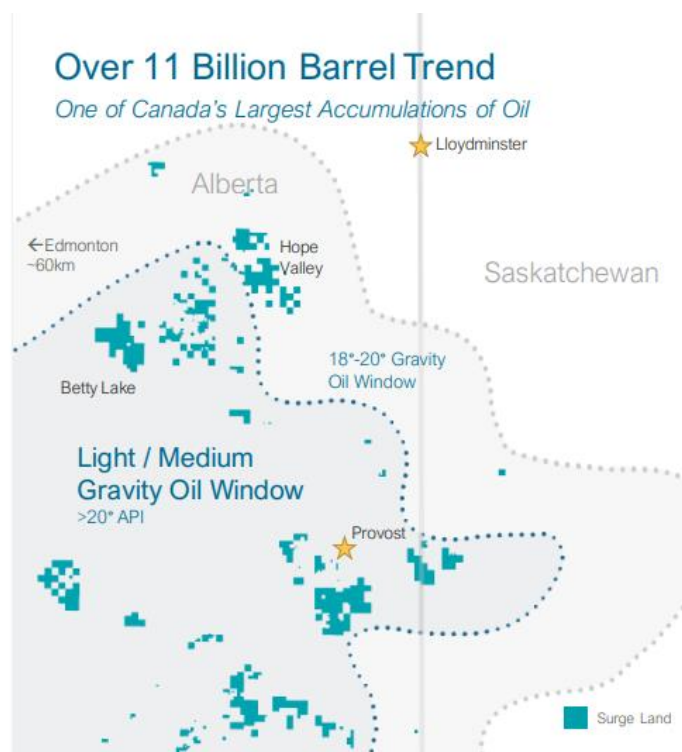 Over 11 Billion Barrel Trend
One of Canada's Largest Accumulations of Oil
Lloydminster
Alberta
←Edmonton
~60km
Hope
Valley
Saskatchewan
18°-20° Gravity
Oil Window
Betty Lake
Light / Medium
Gravity Oil Window
>20° API
Provost
Surge Land